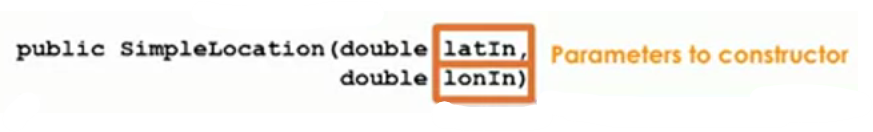 public SimpleLocation(double latIn,
double lonIn)
Parameters to constructor